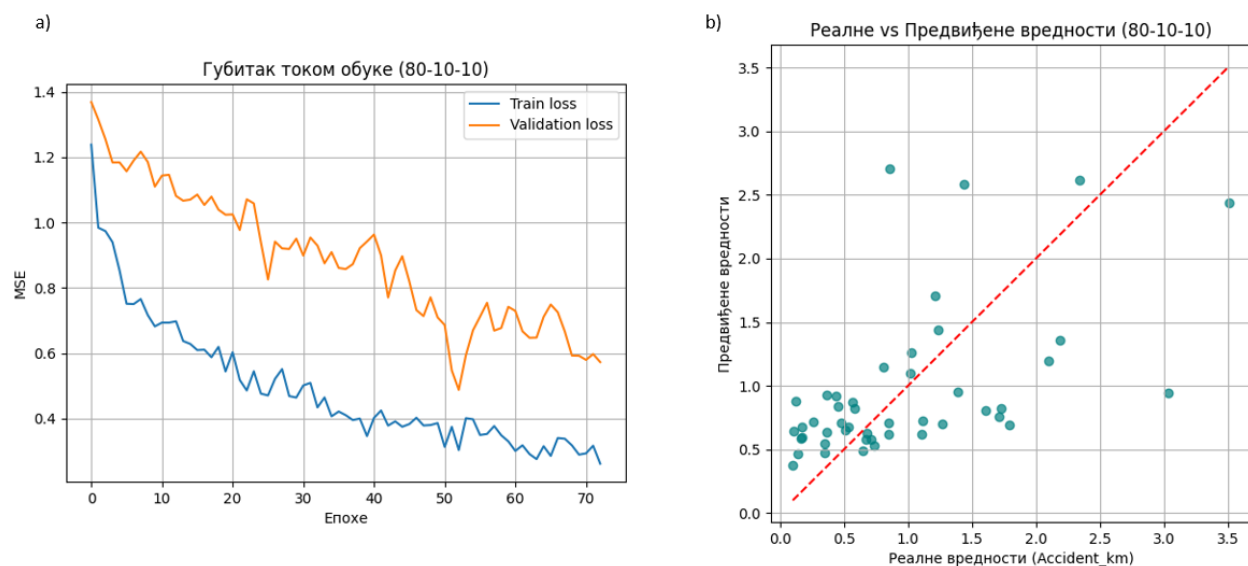 a)
Губитак током обуке (80-10-10)
1.4
1.2
1.0
0.8
0.6
0.4
MSE
Train loss
Validation loss
0 10 20 30 40 50 60 70
Епохе
b)
Реалне vs Предвиђене вредности (80-10-10)
3.5
3.0
2.5
2.0
1.5
1.0
0.5
0.0
Предвиђене вредности
0.0 0.5 1.0 1.5 2.0 2.5 3.0 3.5
Реалне вредности (Accident_km)